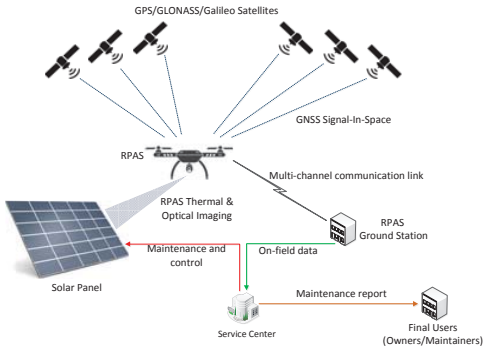 GPS/GLONASS/Galileo Satellites
GNSS Signal-In-Space
RPAS
Multi-channel communication link
RPAS Thermal &
Optical Imaging
RPAS
Ground Station
Maintenance and
control
On-field data
Solar Panel
Maintenance report
Service Center
Final Users
(Owners/Maintainers)